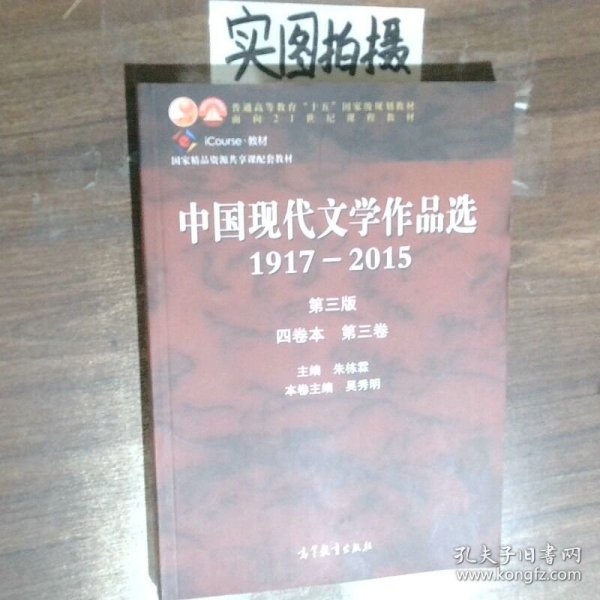 实图拍摄
普通高等教育“十五”国家级规划教材
面向21世纪课程教材
iCourse·教材
国家精品资源共享课配套教材
中国现代文学作品选
1917－2015
第三版
四卷本 第三卷
主编 朱栋霖
本卷主编 吴秀明
高等教育出版社
孔夫子旧书网
www.kongfz.com